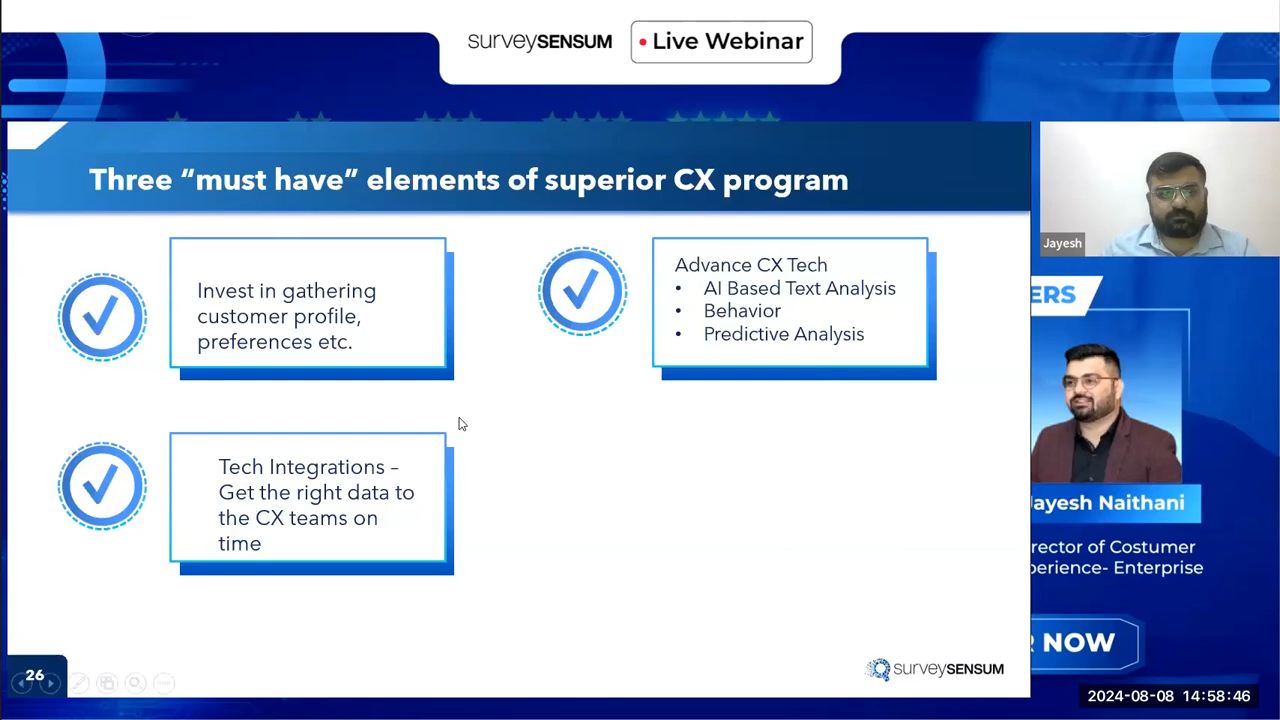 surveySENSUM
Live Webinar
Three “must have” elements of superior CX program
Invest in gathering
customer profile,
preferences etc.
Advance CX Tech
• AI Based Text Analysis
• Behavior
• Predictive Analysis
Tech Integrations –
Get the right data to
the CX teams on
time
26
surveySENSUM
Jayesh
ERS
Jayesh Naithani
rector of Costumer
perience- Enterprise
R NOW
2024-08-08 14:58:46